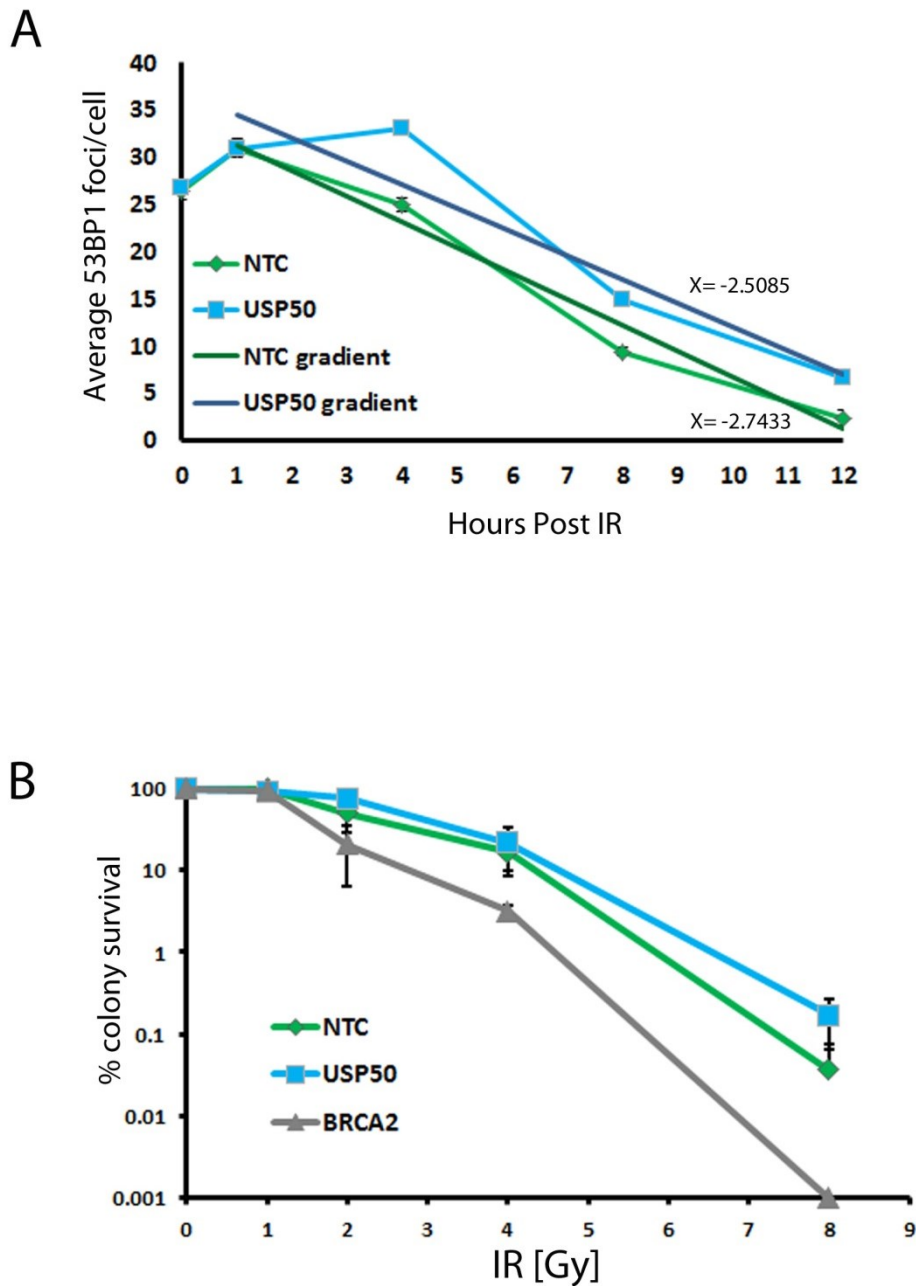 A
Average 53BP1 foci/cell
40
35
30
25
20
15
10
5
0
NTC
USP50
NTC gradient
USP50 gradient
X= -2.5085
X= -2.7433
0 1 2 3 4 5 6 7 8 9 10 11 12
Hours Post IR
B
% colony survival
100
10
1
0.1
0.01
0.001
NTC
USP50
BRCA2
0 1 2 3 4 5 6 7 8 9
IR [Gy]